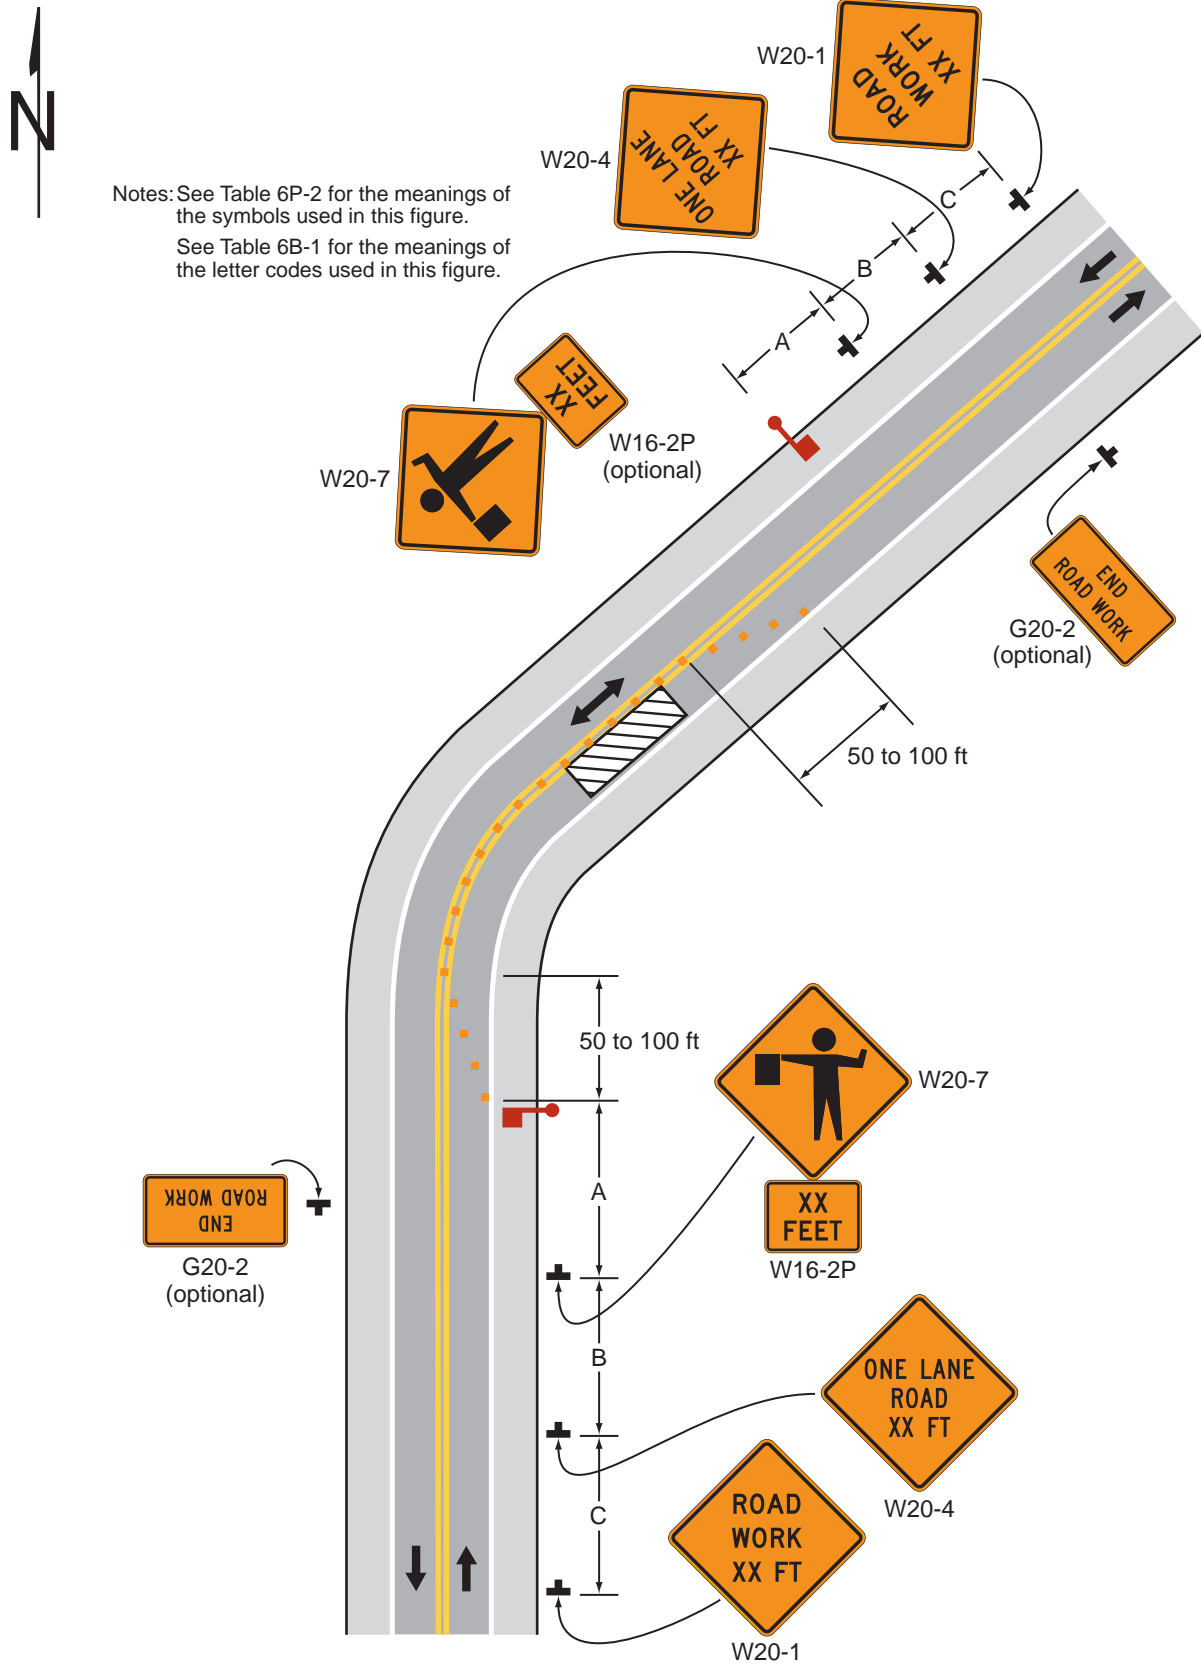 N
Notes: See Table 6P-2 for the meanings of
the symbols used in this figure.
See Table 6B-1 for the meanings of
the letter codes used in this figure.
W20-1
ROAD
WORK
XX FT
W20-4
ONE LANE
ROAD
XX FT
C
B
A
XX
FEET
W16-2P
(optional)
W20-7
END
ROAD WORK
G20-2
(optional)
50 to 100 ft
50 to 100 ft
W20-7
A
XX
FEET
W16-2P
END
ROAD WORK
G20-2
(optional)
B
ONE LANE
ROAD
XX FT
W20-4
C
ROAD
WORK
XX FT
W20-1